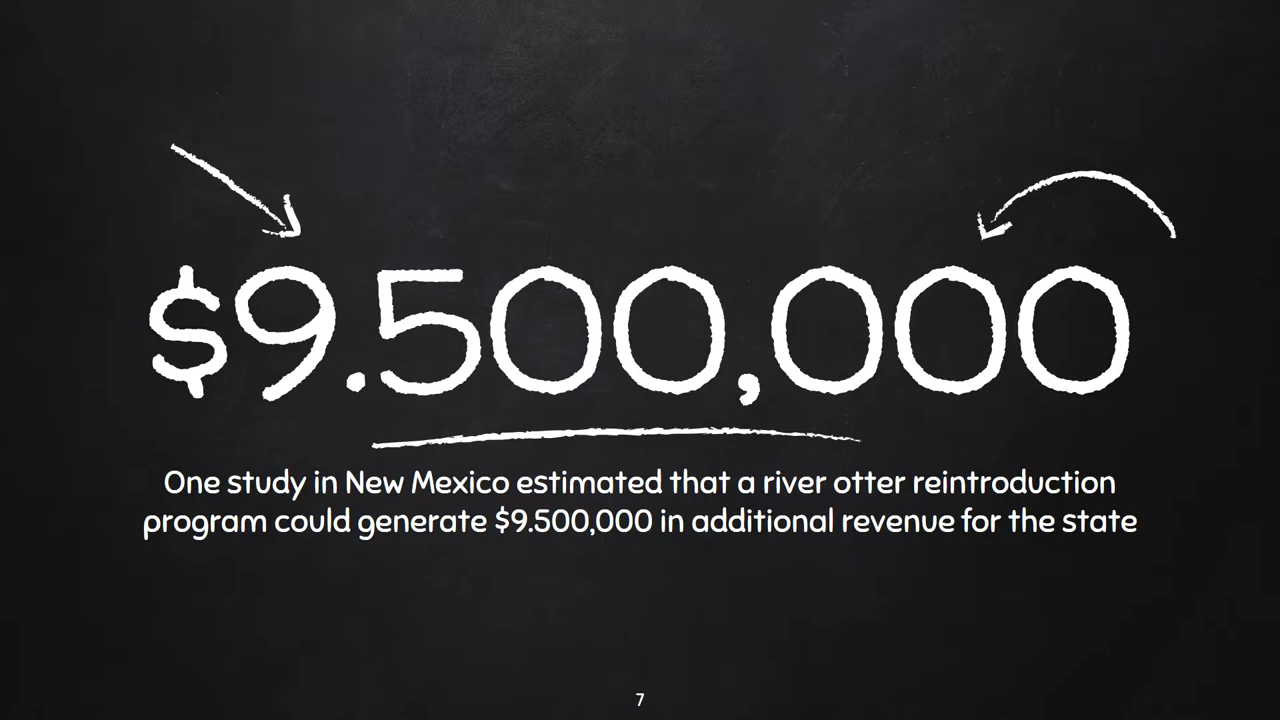 $9.500,000
One study in New Mexico estimated that a river otter reintroduction
program could generate $9.500,000 in additional revenue for the state
7